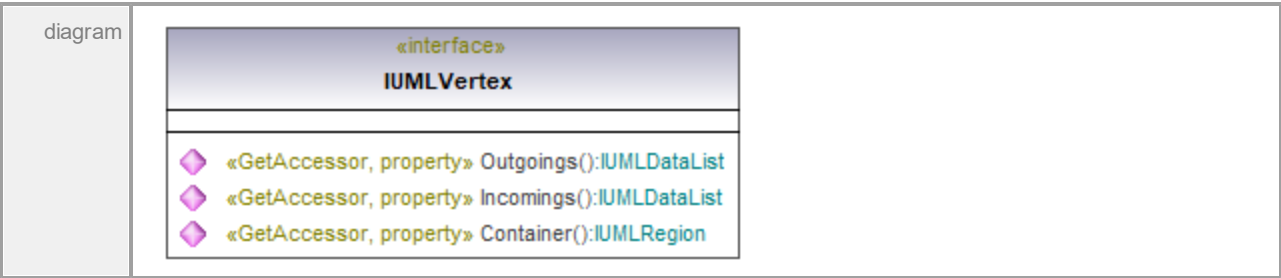 diagram
«interface»
IUMLVertex
«GetAccessor, property» Outgoings():IUMLDataList
«GetAccessor, property» Incomings():IUMLDataList
«GetAccessor, property» Container():IUMLRegion